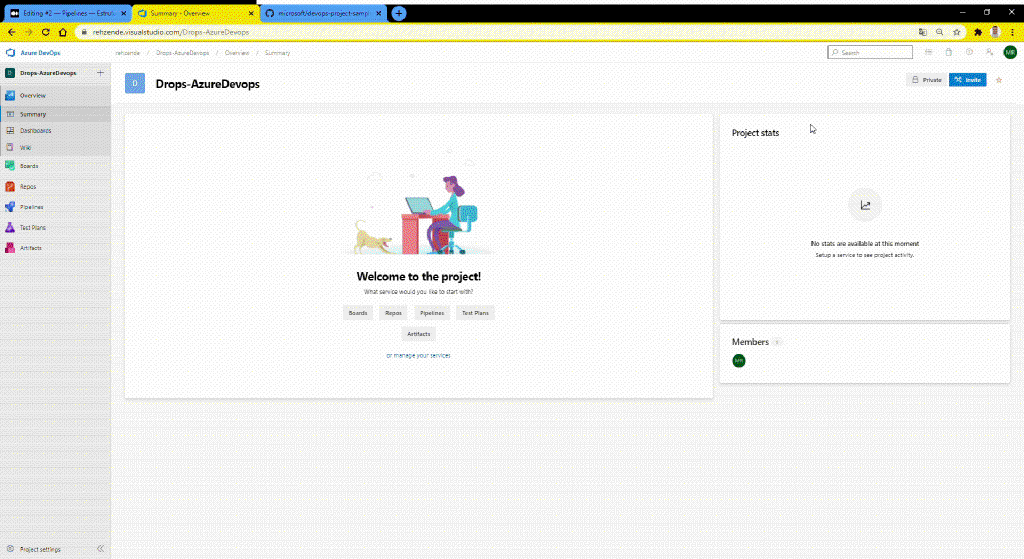 Editing #2 — Pipelines — Estrut
Summary - Overview
microsoft/devops-project-samp
rehzende.visualstudio.com/Drops-AzureDevops
Azure DevOps
rehzende / Drops-AzureDevops / Overview / Summary
Search
MR
D Drops-AzureDevops
D Drops-AzureDevops
Private
Invite
Overview
Summary
Dashboards
Wiki
Boards
Repos
Pipelines
Test Plans
Artifacts
Welcome to the project!
What service would you like to start with?
Boards Repos Pipelines Test Plans
Artifacts
or manage your services
Project stats
No stats are available at this moment
Setup a service to see project activity.
Members
MR
Project settings